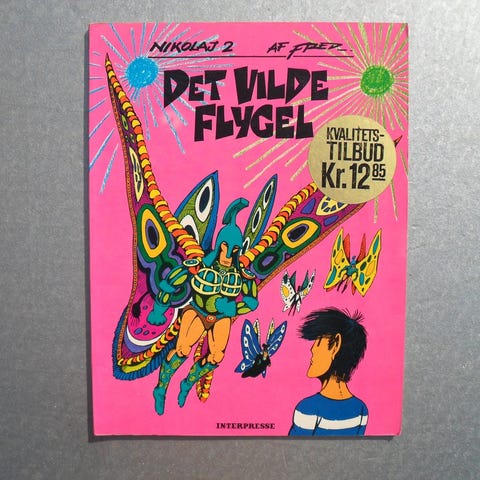 NIKOLAJ 2 AF FRED
DET VILDE
FLYGEL
KVALITETS-
TILBUD
Kr. 12 85
INTERPRESSE